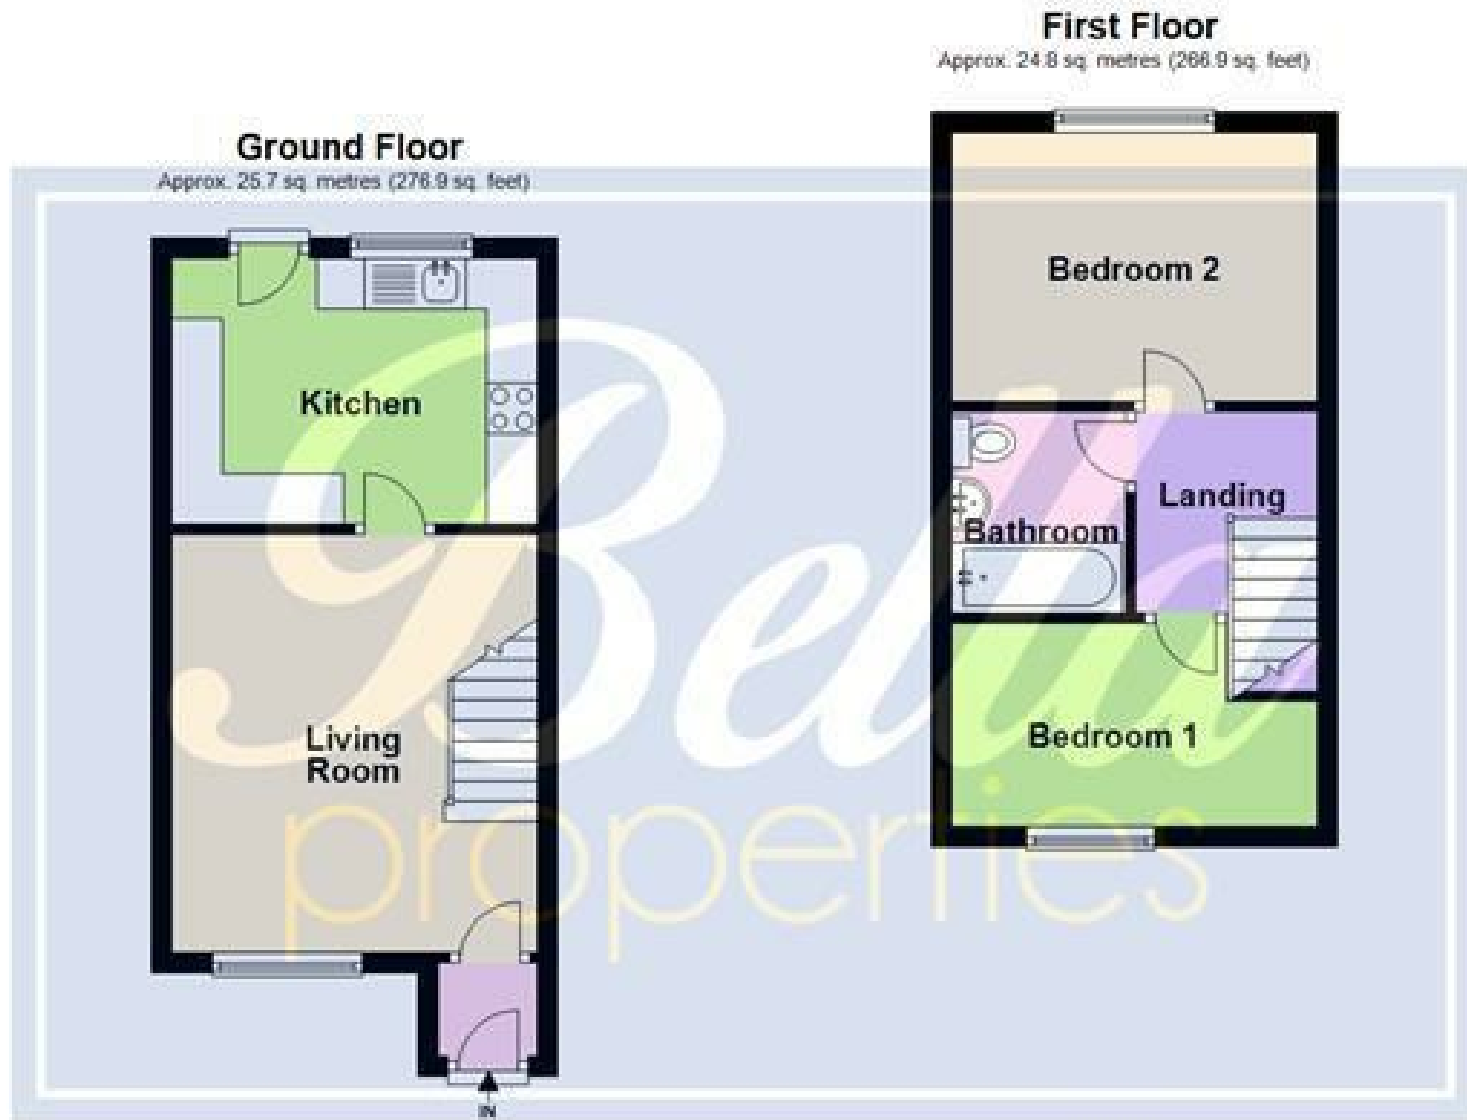 First Floor
Approx. 24.8 sq. metres (266.9 sq. feet)
Ground Floor
Approx. 25.7 sq. metres (276.9 sq. feet)
Bedroom 2
Kitchen
Landing
Bathroom
Living
Room
Bedroom 1
Bella
properties
IN